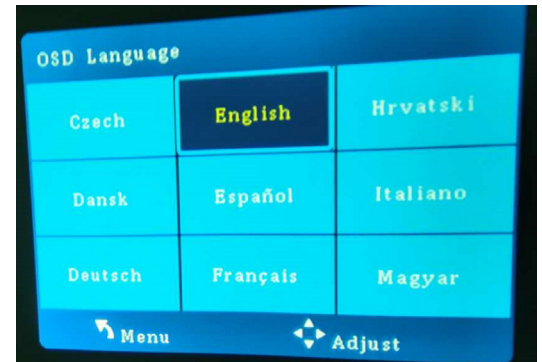 OSD Language
Czech English Hrvatski
Dansk Español Italiano
Deutsch Français Magyar
Menu Adjust